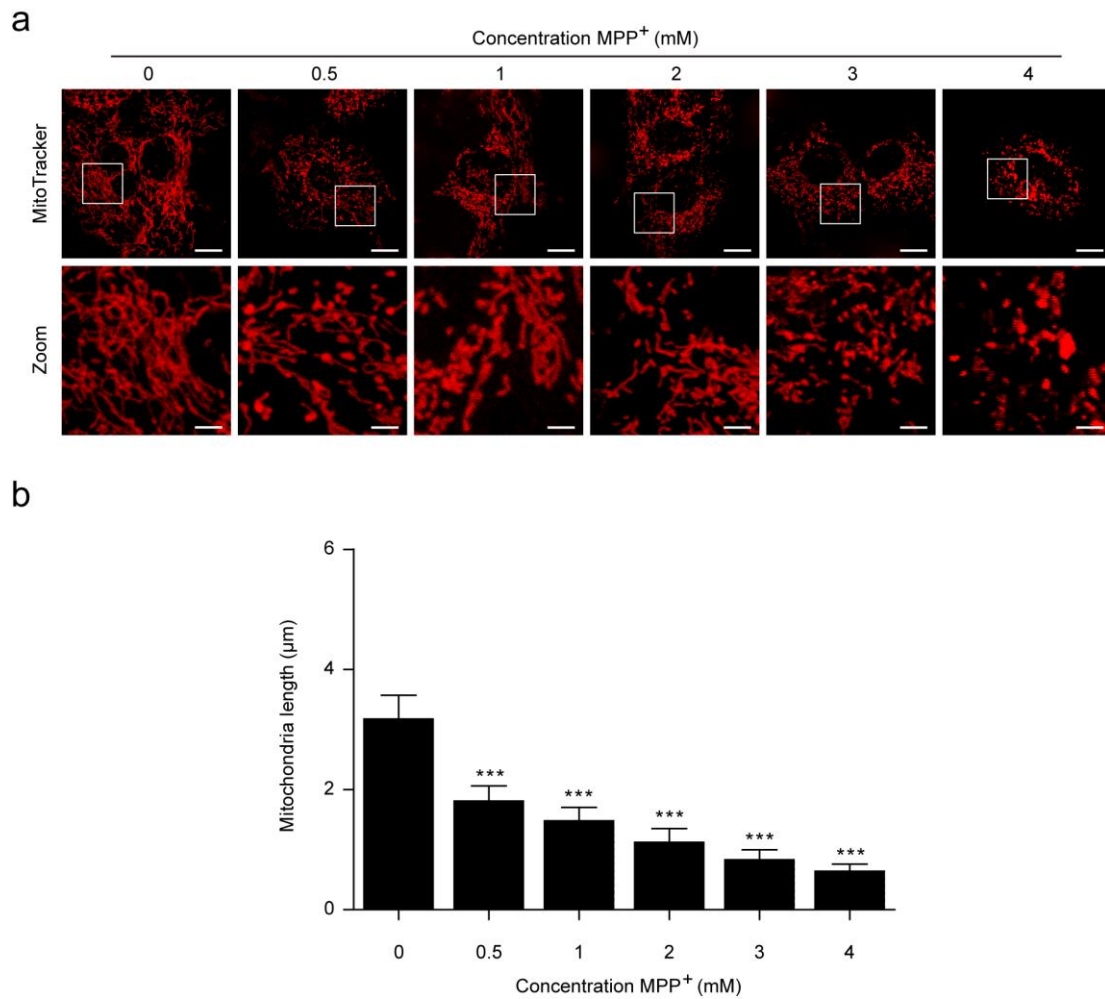 a
Concentration MPP⁺ (mM)
0 0.5 1 2 3 4
MitoTracker
Zoom
b
6
4
2
0
Mitochondria length (µm)
*** *** *** *** ***
0 0.5 1 2 3 4
Concentration MPP⁺ (mM)